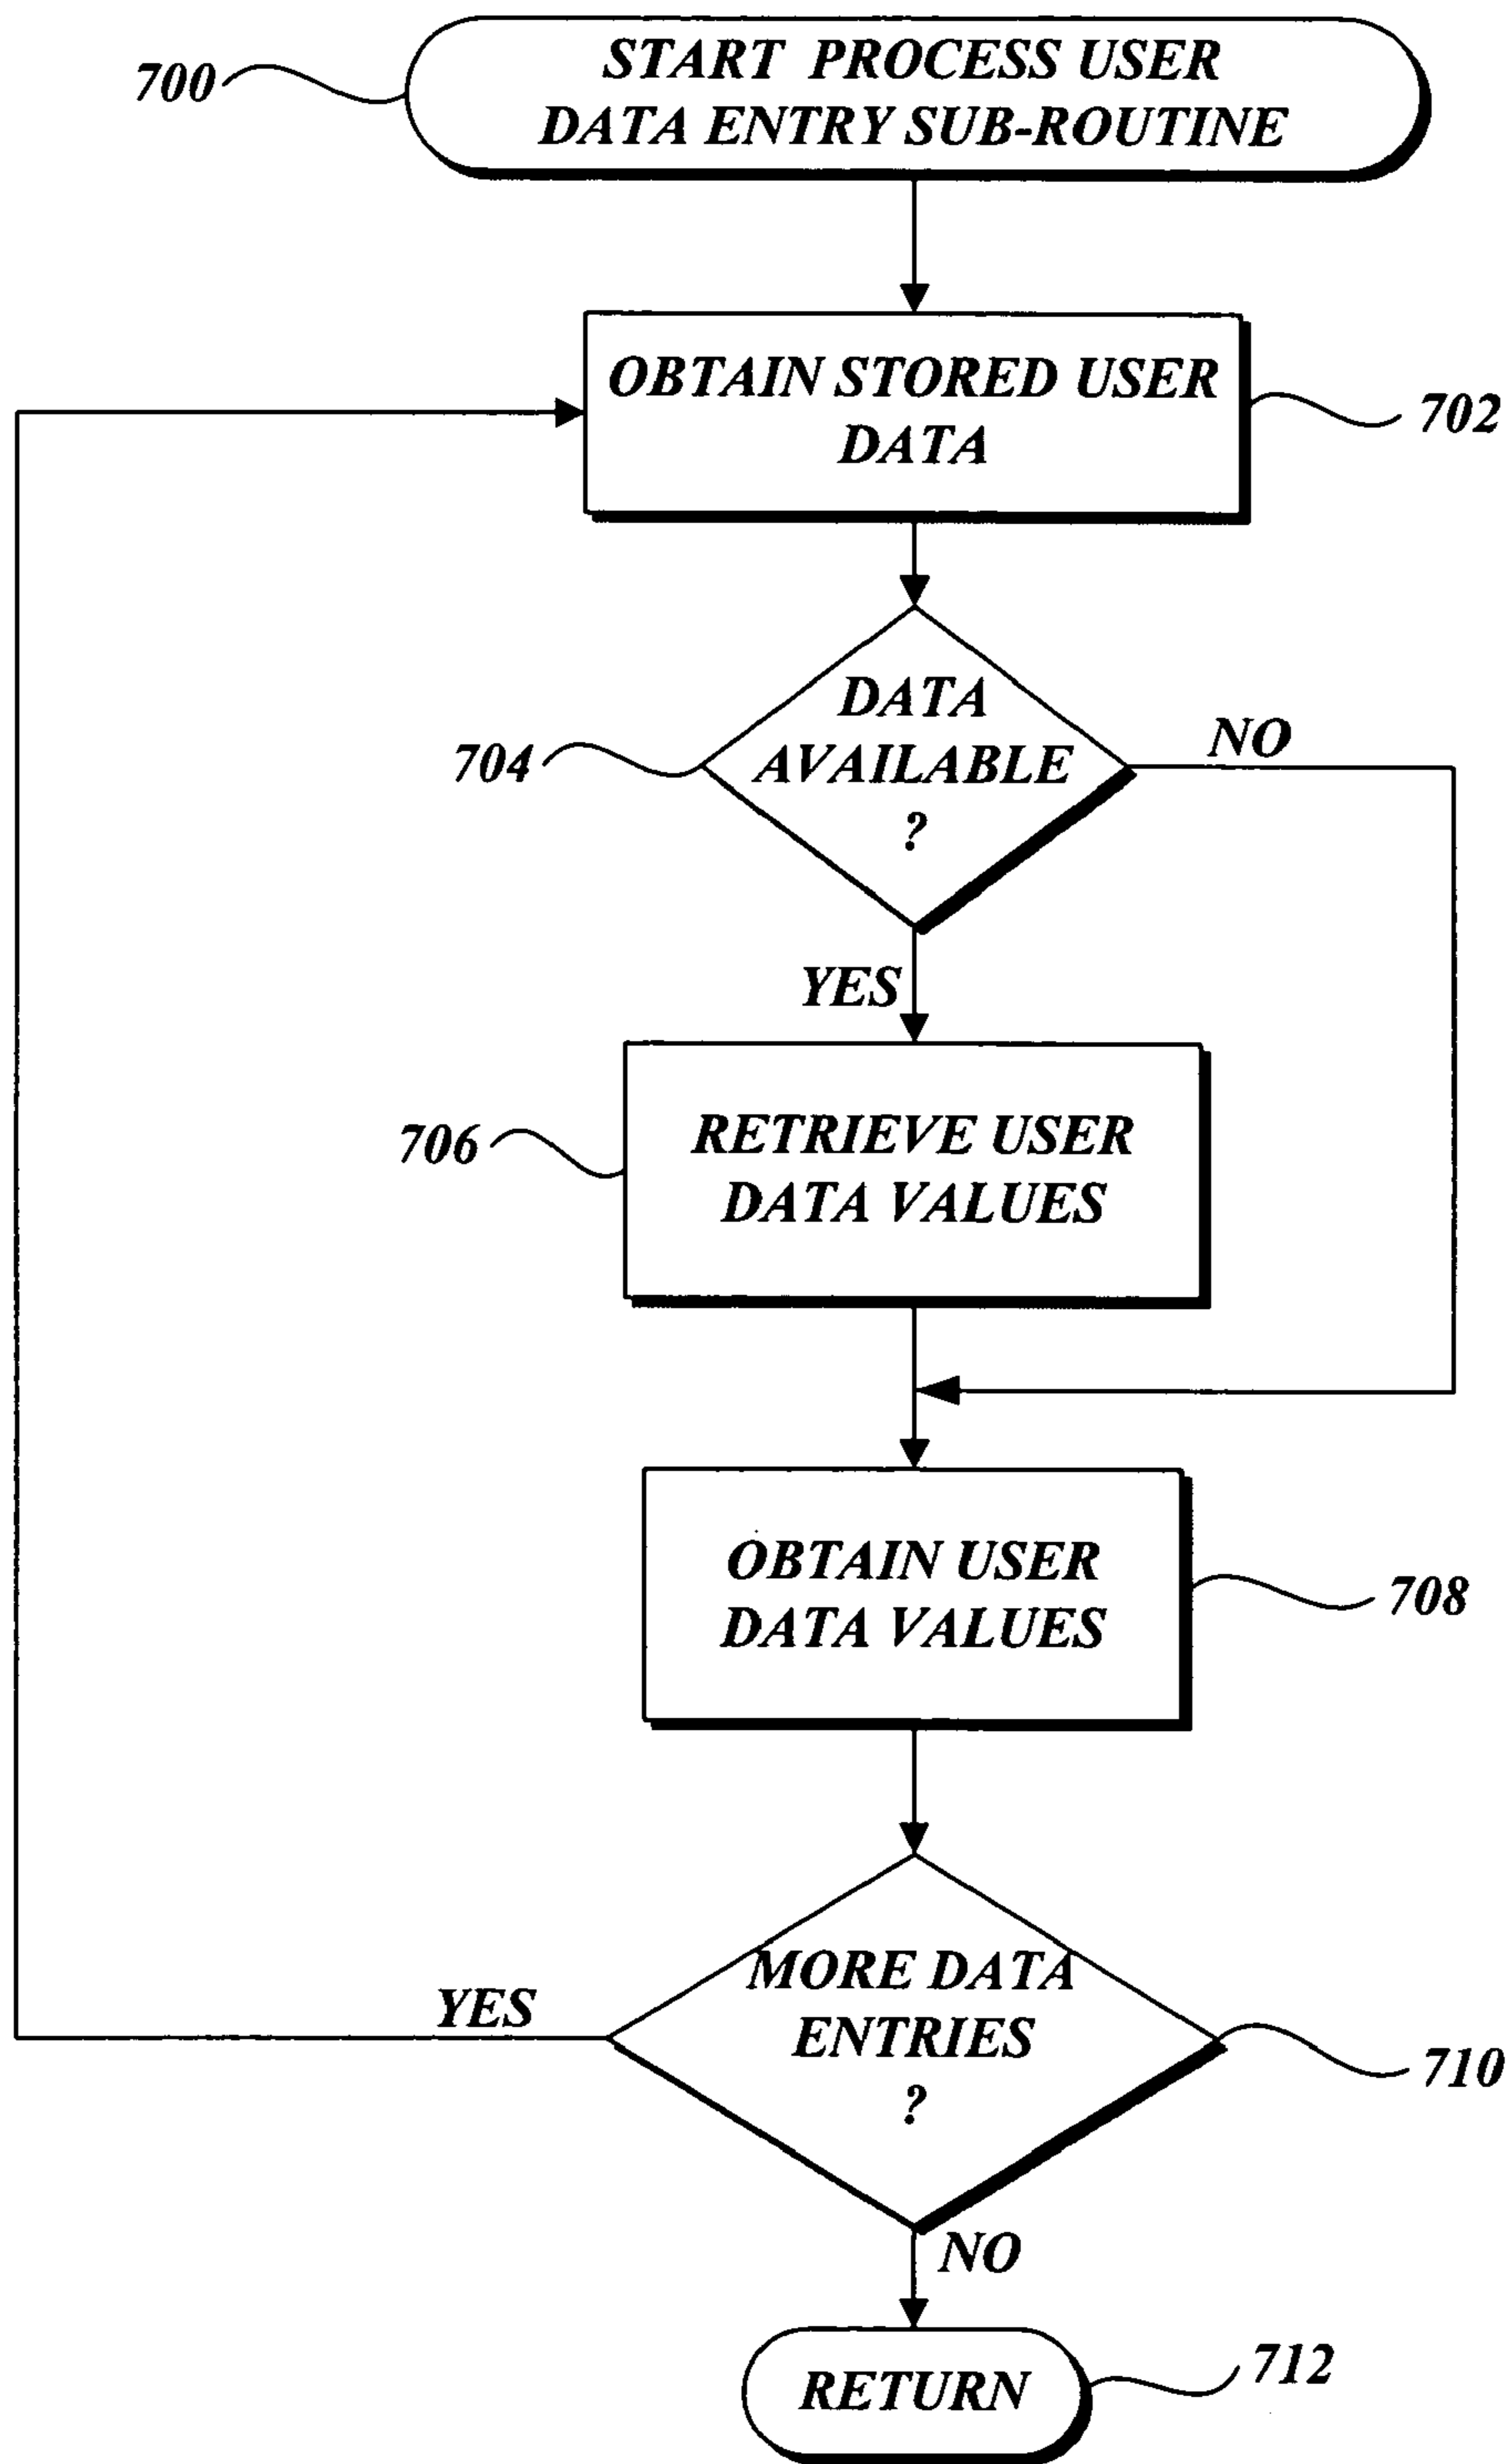 700
START PROCESS USER
DATA ENTRY SUB-ROUTINE
OBTAIN STORED USER
DATA
702
DATA
AVAILABLE
?
704
NO
YES
706
RETRIEVE USER
DATA VALUES
OBTAIN USER
DATA VALUES
708
MORE DATA
ENTRIES
?
YES
710
NO
RETURN
712